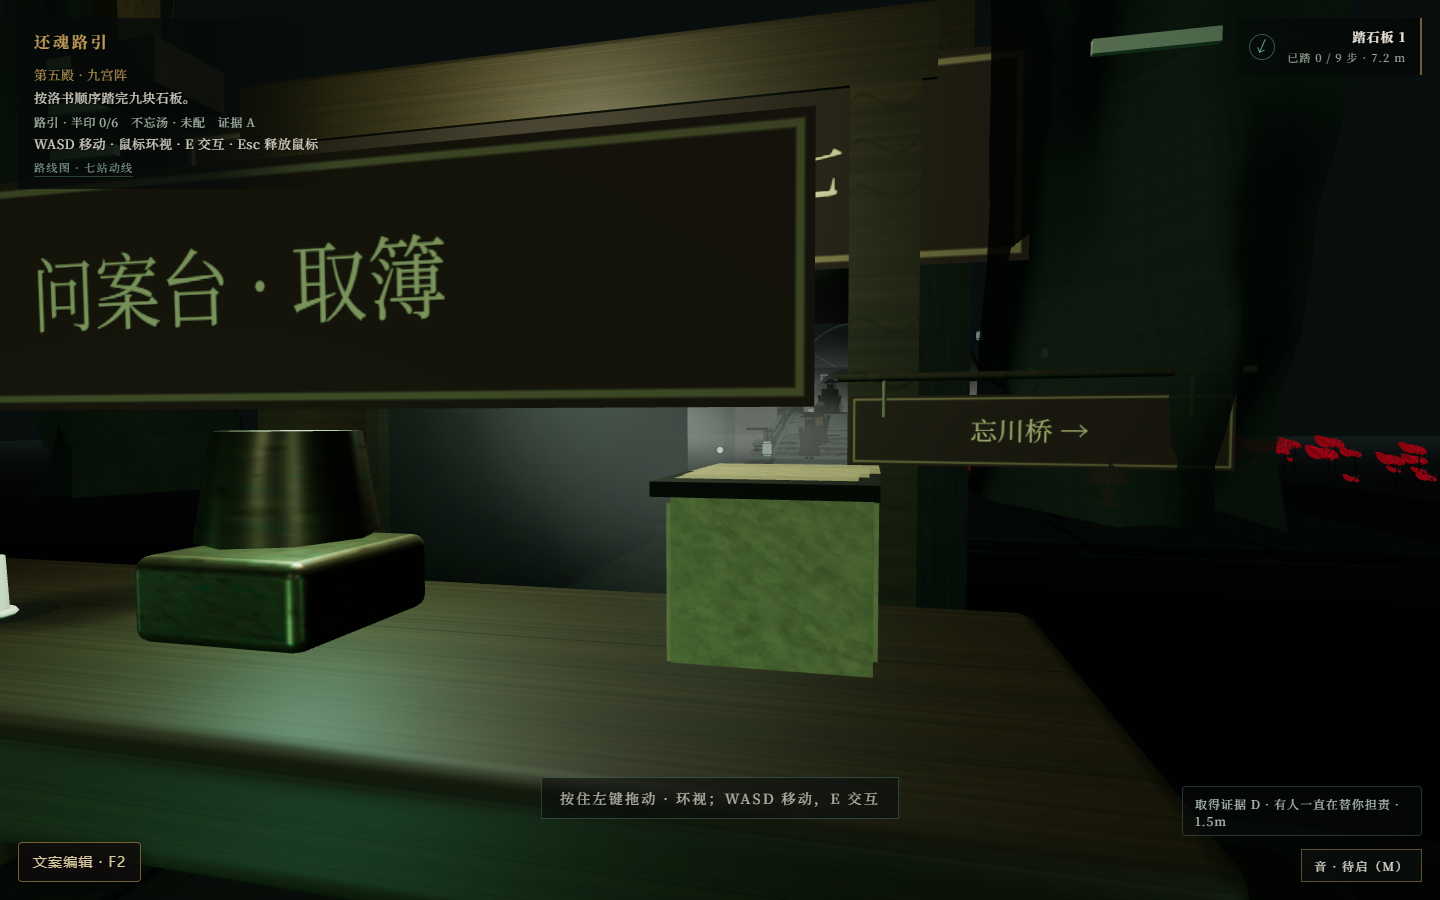 还魂路引
第五殿 · 九宫阵
按洛书顺序踏完九块石板。
路引 · 半印 0/6 不忘汤 · 未配 证据 A
WASD 移动 · 鼠标环视 · E 交互 · Esc 释放鼠标
路线图 · 七站动线
踏石板 1
已踏 0 / 9 步 · 7.2 m
问案台 · 取簿
忘川桥 →
按住左键拖动 · 环视；WASD 移动，E 交互
取得证据 D · 有人一直在替你担责 ·
1.5m
文案编辑 · F2
音 · 待启（M）